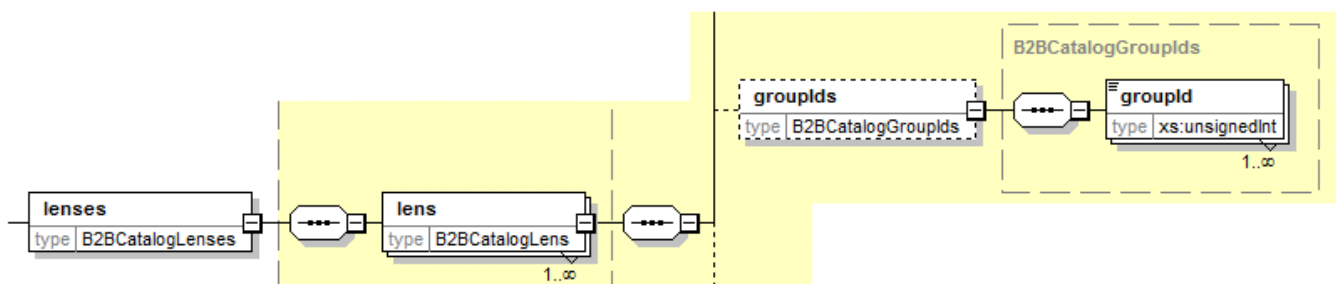 B2BCatalogGroupIds
groupIds
type B2BCatalogGroupIds
groupId
type xs:unsignedInt
1..∞
lenses
type B2BCatalogLenses
lens
type B2BCatalogLens
1..∞